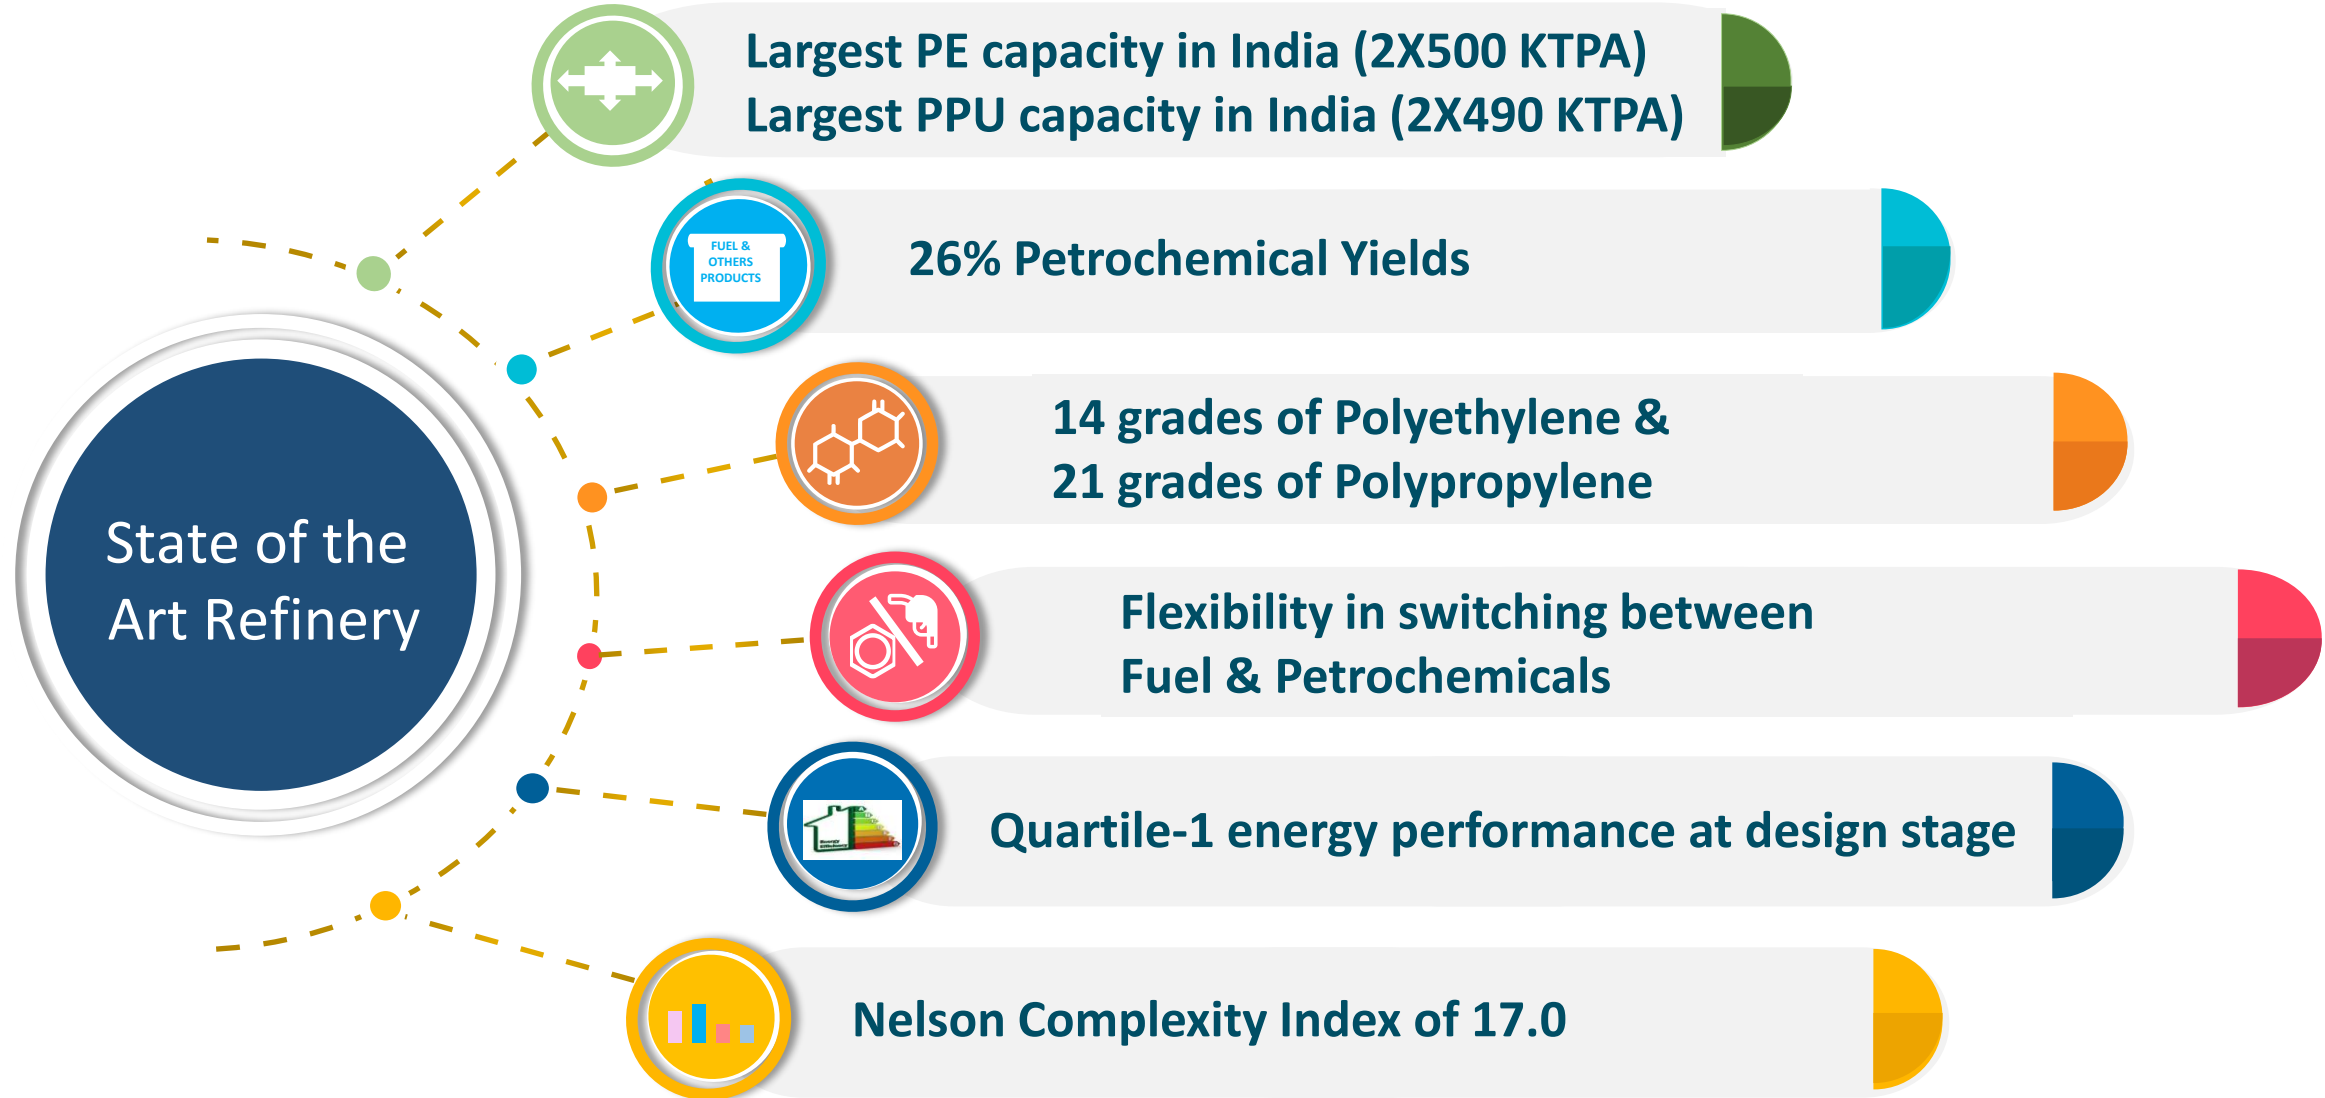 Largest PE capacity in India (2X500 KTPA)
Largest PPU capacity in India (2X490 KTPA)
FUEL &
OTHERS
PRODUCTS
26% Petrochemical Yields
14 grades of Polyethylene &
21 grades of Polypropylene
State of the
Art Refinery
Flexibility in switching between
Fuel & Petrochemicals
Energy
Efficiency
Quartile-1 energy performance at design stage
Nelson Complexity Index of 17.0